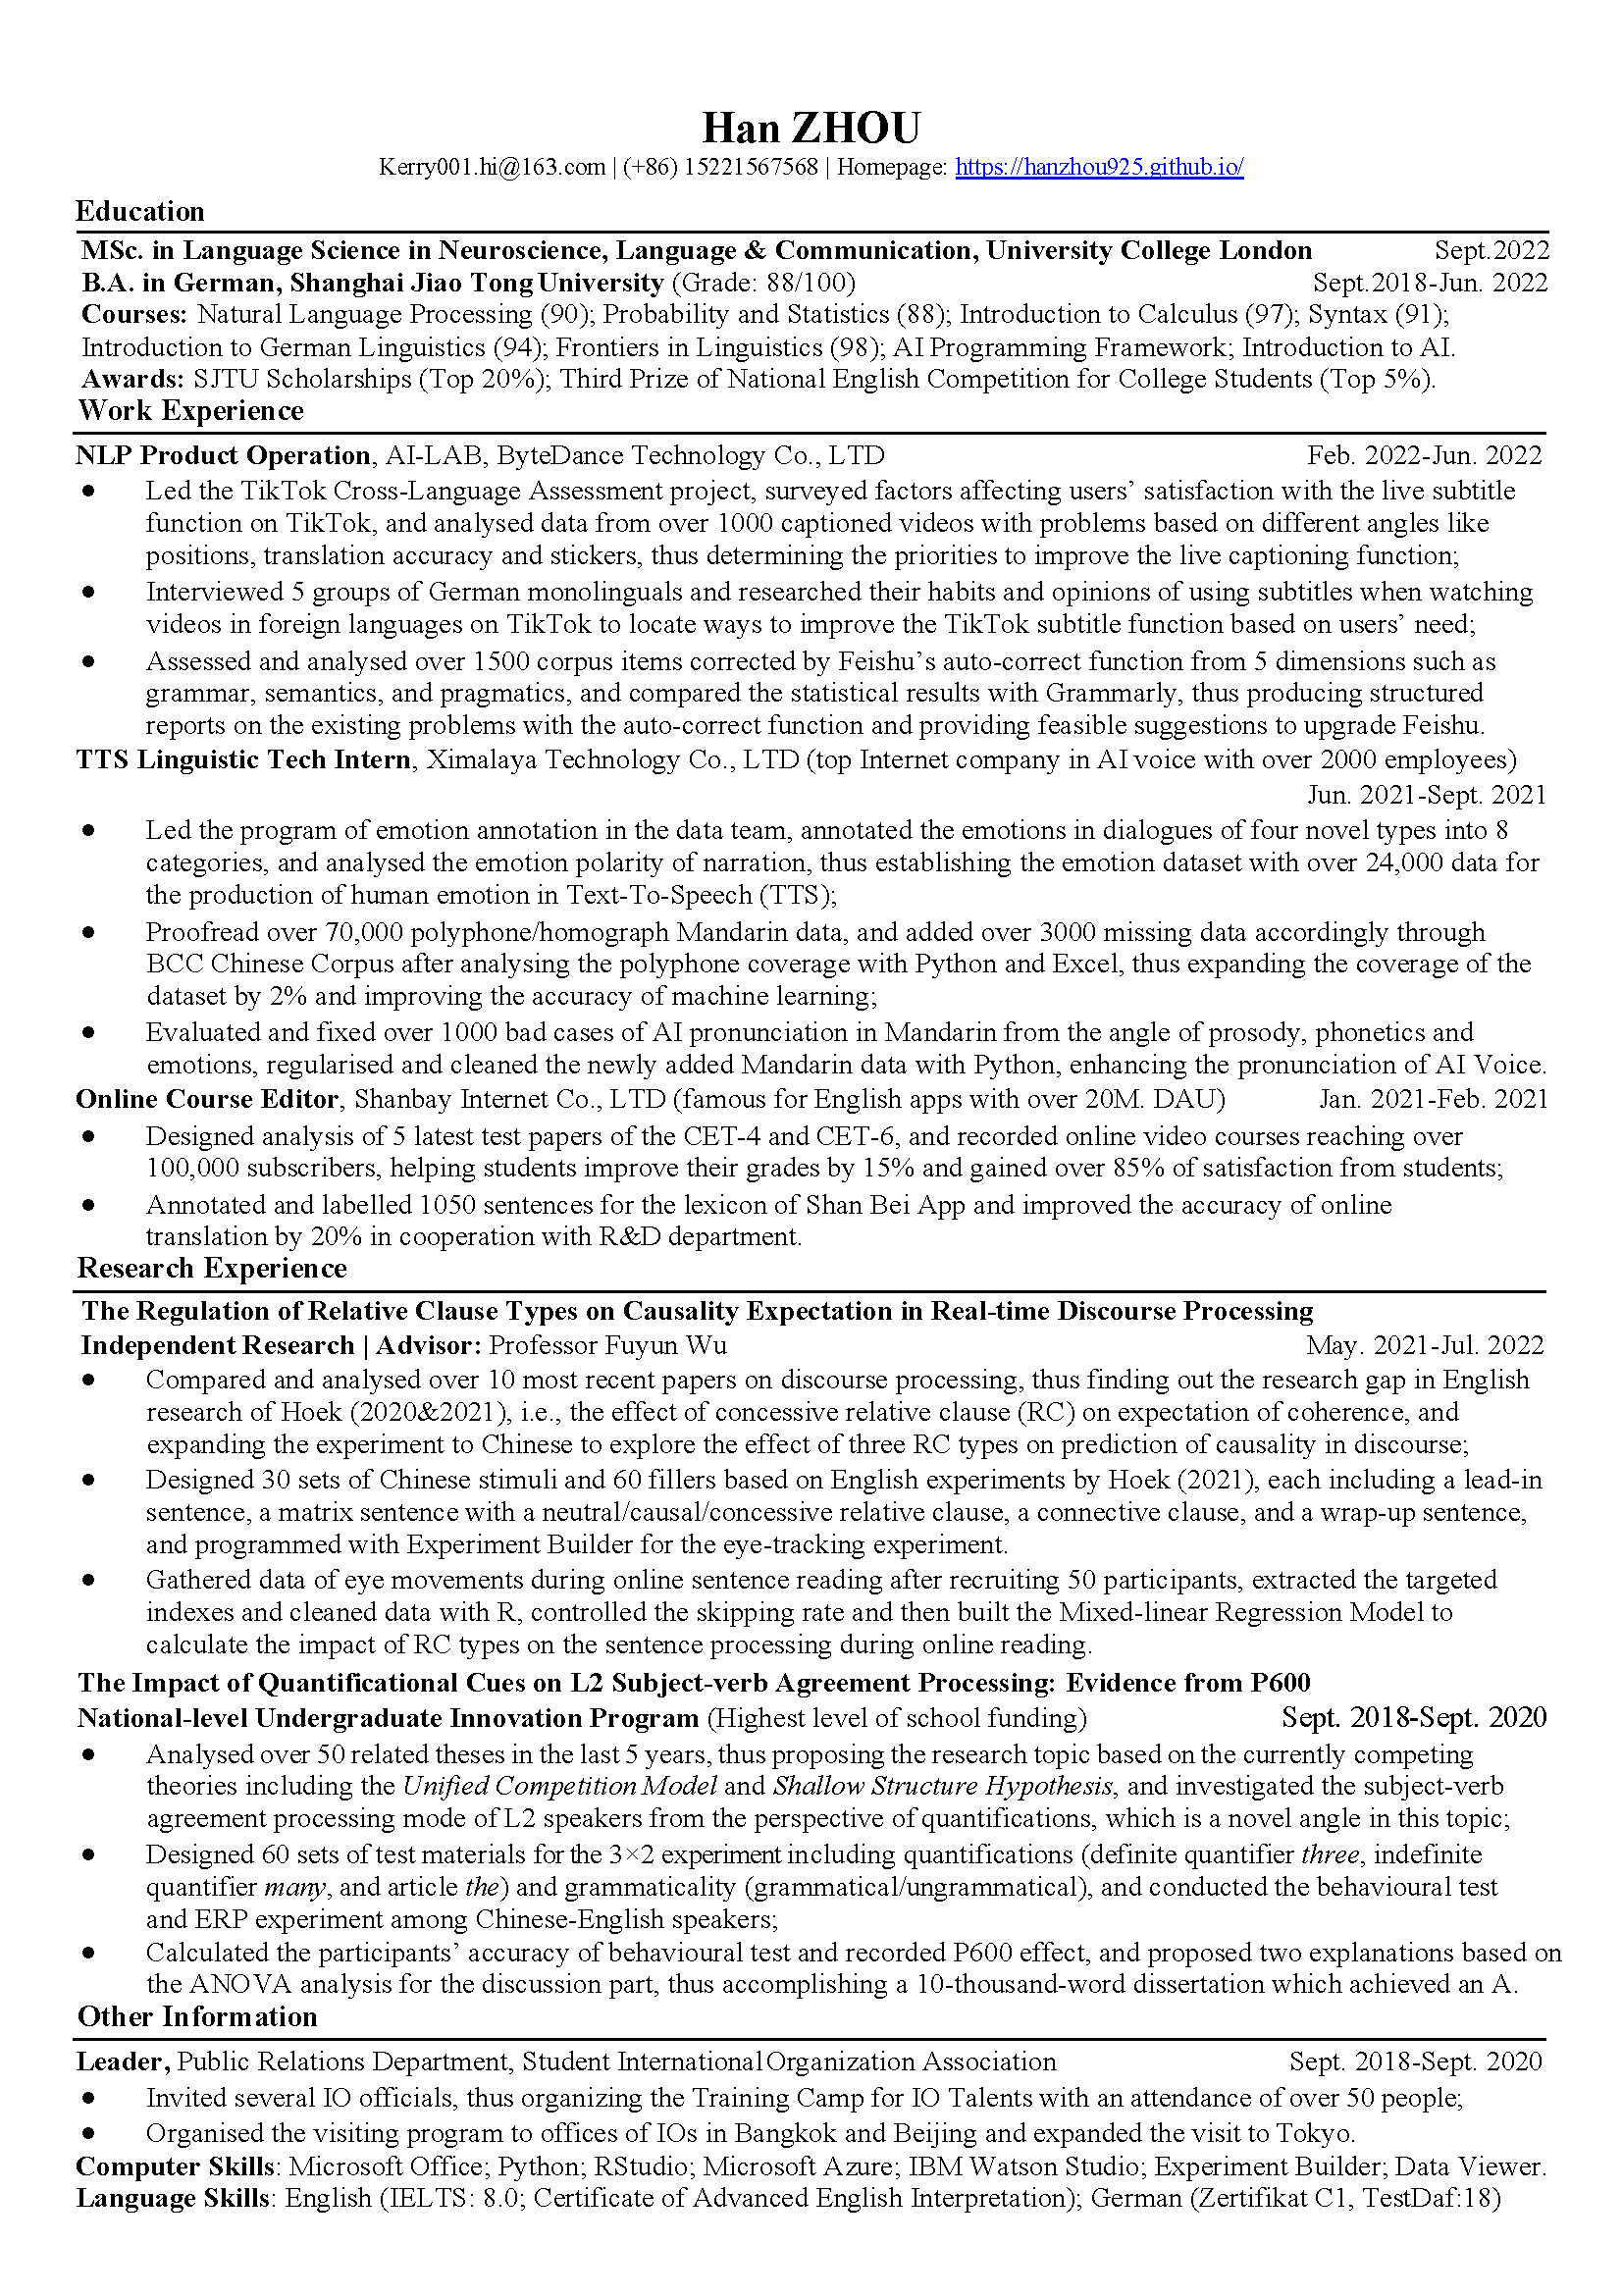 Han ZHOU
Kerry001.hi@163.com | (+86) 15221567568 | Homepage: https://hanzhou925.github.io/
Education
MSc. in Language Science in Neuroscience, Language & Communication, University College London Sept.2022
B.A. in German, Shanghai Jiao Tong University (Grade: 88/100) Sept.2018-Jun. 2022
Courses: Natural Language Processing (90); Probability and Statistics (88); Introduction to Calculus (97); Syntax (91);
Introduction to German Linguistics (94); Frontiers in Linguistics (98); AI Programming Framework; Introduction to AI.
Awards: SJTU Scholarships (Top 20%); Third Prize of National English Competition for College Students (Top 5%).
Work Experience
NLP Product Operation, AI-LAB, ByteDance Technology Co., LTD Feb. 2022-Jun. 2022
● Led the TikTok Cross-Language Assessment project, surveyed factors affecting users' satisfaction with the live subtitle
function on TikTok, and analysed data from over 1000 captioned videos with problems based on different angles like
positions, translation accuracy and stickers, thus determining the priorities to improve the live captioning function;
● Interviewed 5 groups of German monolinguals and researched their habits and opinions of using subtitles when watching
videos in foreign languages on TikTok to locate ways to improve the TikTok subtitle function based on users' need;
● Assessed and analysed over 1500 corpus items corrected by Feishu's auto-correct function from 5 dimensions such as
grammar, semantics, and pragmatics, and compared the statistical results with Grammarly, thus producing structured
reports on the existing problems with the auto-correct function and providing feasible suggestions to upgrade Feishu.
TTS Linguistic Tech Intern, Ximalaya Technology Co., LTD (top Internet company in AI voice with over 2000 employees)
Jun. 2021-Sept. 2021
● Led the program of emotion annotation in the data team, annotated the emotions in dialogues of four novel types into 8
categories, and analysed the emotion polarity of narration, thus establishing the emotion dataset with over 24,000 data for
the production of human emotion in Text-To-Speech (TTS);
● Proofread over 70,000 polyphone/homograph Mandarin data, and added over 3000 missing data accordingly through
BCC Chinese Corpus after analysing the polyphone coverage with Python and Excel, thus expanding the coverage of the
dataset by 2% and improving the accuracy of machine learning;
● Evaluated and fixed over 1000 bad cases of AI pronunciation in Mandarin from the angle of prosody, phonetics and
emotions, regularised and cleaned the newly added Mandarin data with Python, enhancing the pronunciation of AI Voice.
Online Course Editor, Shanbay Internet Co., LTD (famous for English apps with over 20M. DAU) Jan. 2021-Feb. 2021
● Designed analysis of 5 latest test papers of the CET-4 and CET-6, and recorded online video courses reaching over
100,000 subscribers, helping students improve their grades by 15% and gained over 85% of satisfaction from students;
● Annotated and labelled 1050 sentences for the lexicon of Shan Bei App and improved the accuracy of online
translation by 20% in cooperation with R&D department.
Research Experience
The Regulation of Relative Clause Types on Causality Expectation in Real-time Discourse Processing
Independent Research | Advisor: Professor Fuyun Wu May. 2021-Jul. 2022
● Compared and analysed over 10 most recent papers on discourse processing, thus finding out the research gap in English
research of Hoek (2020&2021), i.e., the effect of concessive relative clause (RC) on expectation of coherence, and
expanding the experiment to Chinese to explore the effect of three RC types on prediction of causality in discourse;
● Designed 30 sets of Chinese stimuli and 60 fillers based on English experiments by Hoek (2021), each including a lead-in
sentence, a matrix sentence with a neutral/causal/concessive relative clause, a connective clause, and a wrap-up sentence,
and programmed with Experiment Builder for the eye-tracking experiment.
● Gathered data of eye movements during online sentence reading after recruiting 50 participants, extracted the targeted
indexes and cleaned data with R, controlled the skipping rate and then built the Mixed-linear Regression Model to
calculate the impact of RC types on the sentence processing during online reading.
The Impact of Quantificational Cues on L2 Subject-verb Agreement Processing: Evidence from P600
National-level Undergraduate Innovation Program (Highest level of school funding) Sept. 2018-Sept. 2020
● Analysed over 50 related theses in the last 5 years, thus proposing the research topic based on the currently competing
theories including the Unified Competition Model and Shallow Structure Hypothesis, and investigated the subject-verb
agreement processing mode of L2 speakers from the perspective of quantifications, which is a novel angle in this topic;
● Designed 60 sets of test materials for the 3×2 experiment including quantifications (definite quantifier three, indefinite
quantifier many, and article the) and grammaticality (grammatical/ungrammatical), and conducted the behavioural test
and ERP experiment among Chinese-English speakers;
● Calculated the participants' accuracy of behavioural test and recorded P600 effect, and proposed two explanations based on
the ANOVA analysis for the discussion part, thus accomplishing a 10-thousand-word dissertation which achieved an A.
Other Information
Leader, Public Relations Department, Student International Organization Association Sept. 2018-Sept. 2020
● Invited several IO officials, thus organizing the Training Camp for IO Talents with an attendance of over 50 people;
● Organised the visiting program to offices of IOs in Bangkok and Beijing and expanded the visit to Tokyo.
Computer Skills: Microsoft Office; Python; RStudio; Microsoft Azure; IBM Watson Studio; Experiment Builder; Data Viewer.
Language Skills: English (IELTS: 8.0; Certificate of Advanced English Interpretation); German (Zertifikat C1, TestDaf:18)